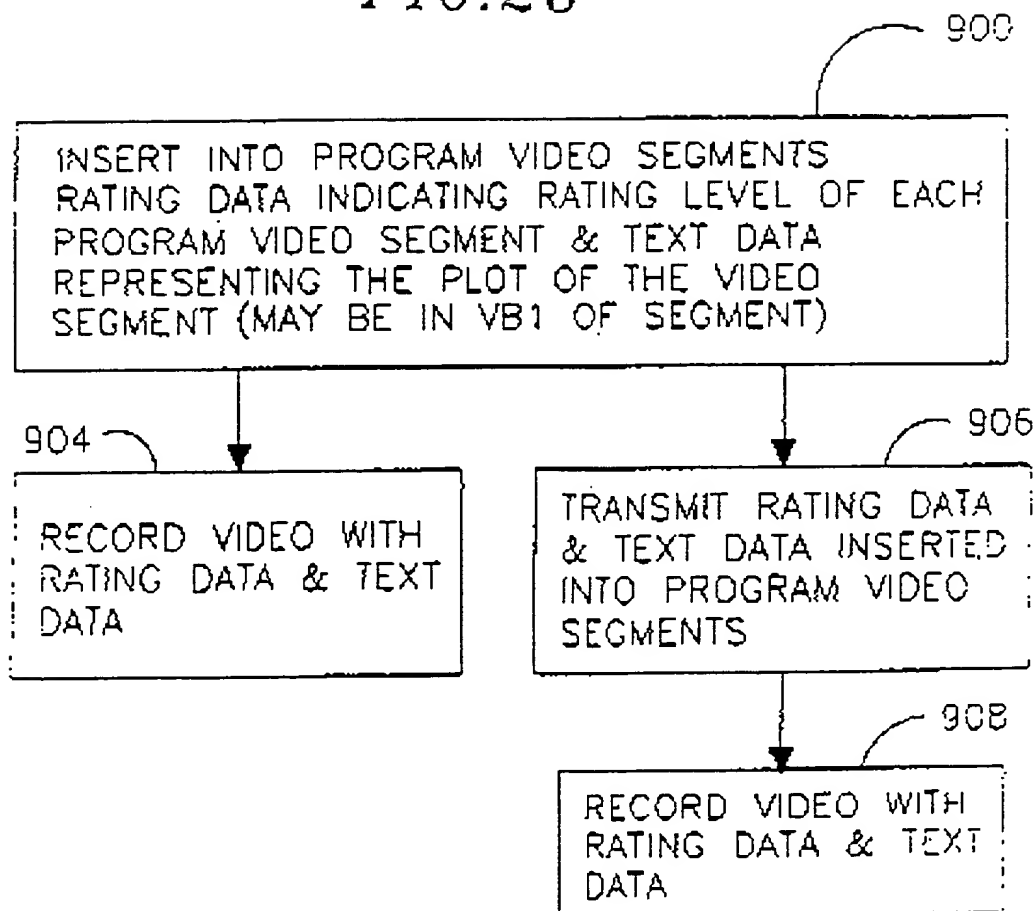 FIG.28
900
INSERT INTO PROGRAM VIDEO SEGMENTS
RATING DATA INDICATING RATING LEVEL OF EACH
PROGRAM VIDEO SEGMENT & TEXT DATA
REPRESENTING THE PLOT OF THE VIDEO
SEGMENT (MAY BE IN VB1 OF SEGMENT)
904
RECORD VIDEO WITH
RATING DATA & TEXT
DATA
906
TRANSMIT RATING DATA
& TEXT DATA INSERTED
INTO PROGRAM VIDEO
SEGMENTS
908
RECORD VIDEO WITH
RATING DATA & TEXT
DATA